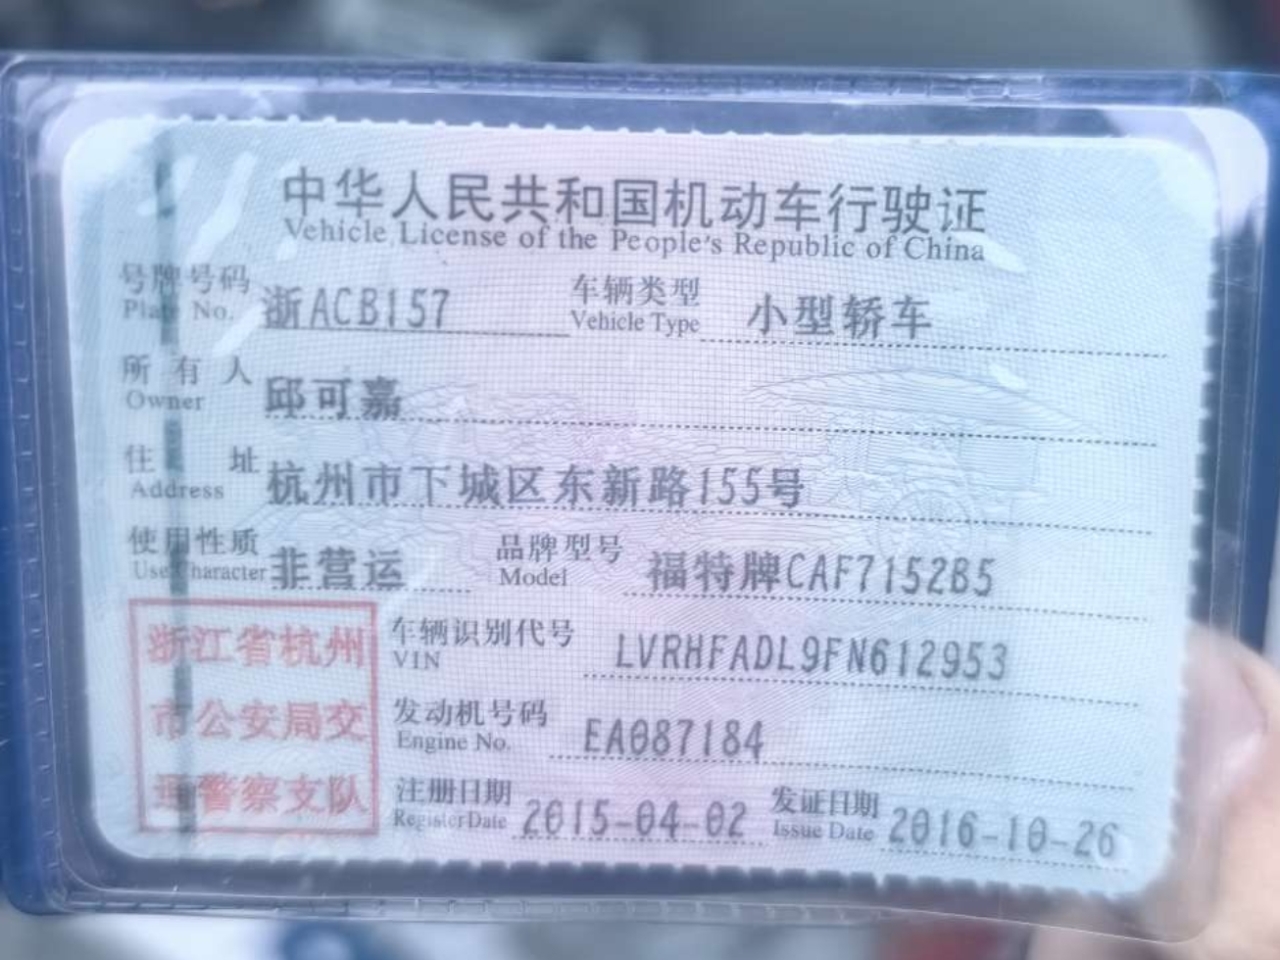 中华人民共和国机动车行驶证
Vehicle License of the People's Republic of China
号牌号码 浙ACB157 车辆类型 小型轿车
Plate No. Vehicle Type
所有人 邱可嘉
Owner
住址 杭州市下城区东新路155号
Address
使用性质 非营运 品牌型号 福特牌CAF7152B5
Use Character Model
浙江省杭州
市公安局交
通警察支队
车辆识别代号 LVRHFADL9FN612953
VIN
发动机号码 EA087184
Engine No.
注册日期 2015-04-02 发证日期 2016-10-26
Register Date Issue Date